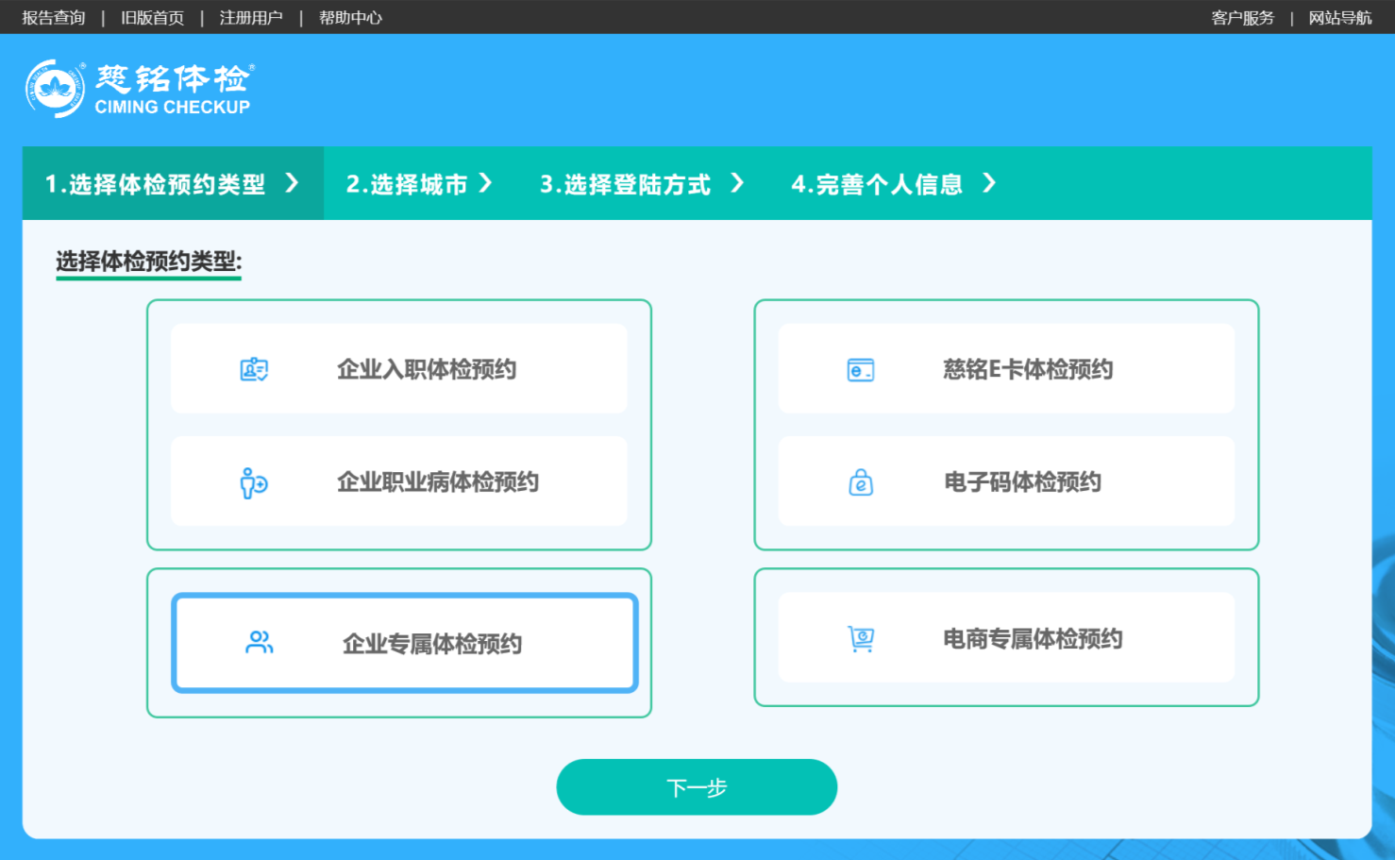 报告查询 | 旧版首页 | 注册用户 | 帮助中心
客户服务 | 网站导航
慈铭体检®
CIMING CHECKUP
1.选择体检预约类型 2.选择城市 3.选择登陆方式 4.完善个人信息
选择体检预约类型:
企业入职体检预约
慈铭E卡体检预约
企业职业病体检预约
电子码体检预约
企业专属体检预约
电商专属体检预约
下一步